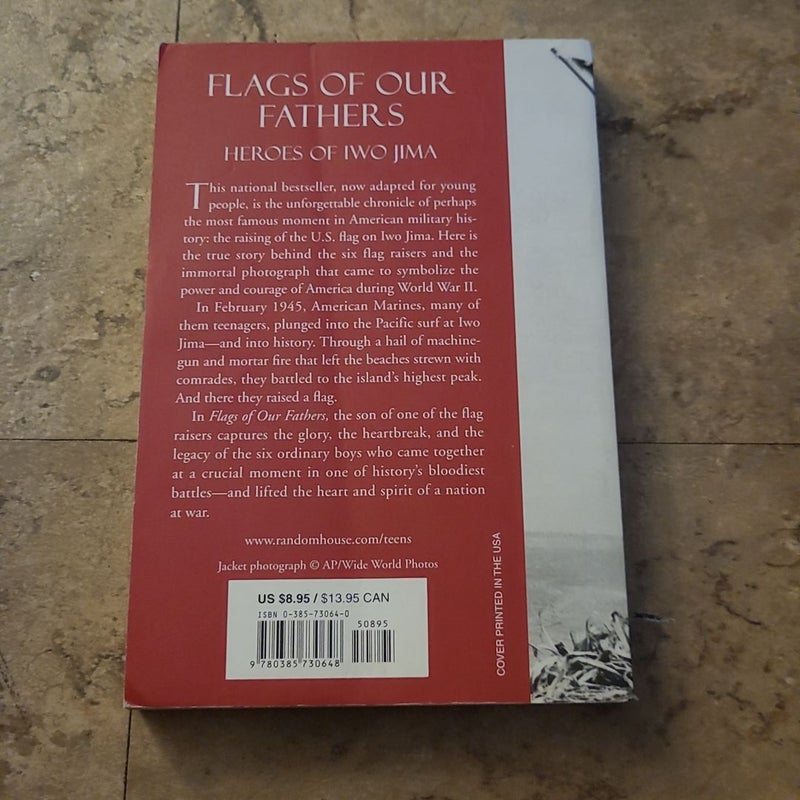 FLAGS OF OUR
FATHERS
HEROES OF IWO JIMA
This national bestseller, now adapted for young
people, is the unforgettable chronicle of perhaps
the most famous moment in American military his-
tory: the raising of the U.S. flag on Iwo Jima. Here is
the true story behind the six flag raisers and the
immortal photograph that came to symbolize the
power and courage of America during World War II.
In February 1945, American Marines, many of
them teenagers, plunged into the Pacific surf at Iwo
Jima—and into history. Through a hail of machine-
gun and mortar fire that left the beaches strewn with
comrades, they battled to the island's highest peak.
And there they raised a flag.
In Flags of Our Fathers, the son of one of the flag
raisers captures the glory, the heartbreak, and the
legacy of the six ordinary boys who came together
at a crucial moment in one of history's bloodiest
battles—and lifted the heart and spirit of a nation
at war.
www.randomhouse.com/teens
Jacket photograph © AP/Wide World Photos
US $8.95 / $13.95 CAN
ISBN 0-385-73064-0
50895
9 780385 730648
COVER PRINTED IN THE USA